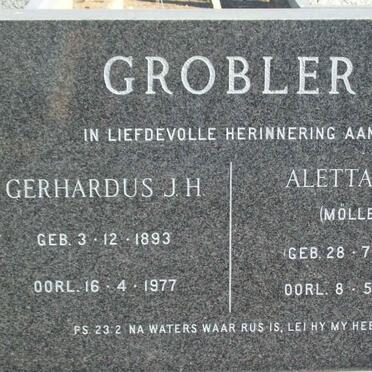 GROBLER
IN LIEFDEVOLLE HERINNERING AAN
GERHARDUS J.H
GEB. 3 · 12 · 1893
OORL. 16 · 4 · 1977
ALETTA
(MÖLLE
(GEB. 28 · 7
OORL. 8 · 5
PS. 23:2 NA WATERS WAAR RUS IS, LEI HY MY HEE